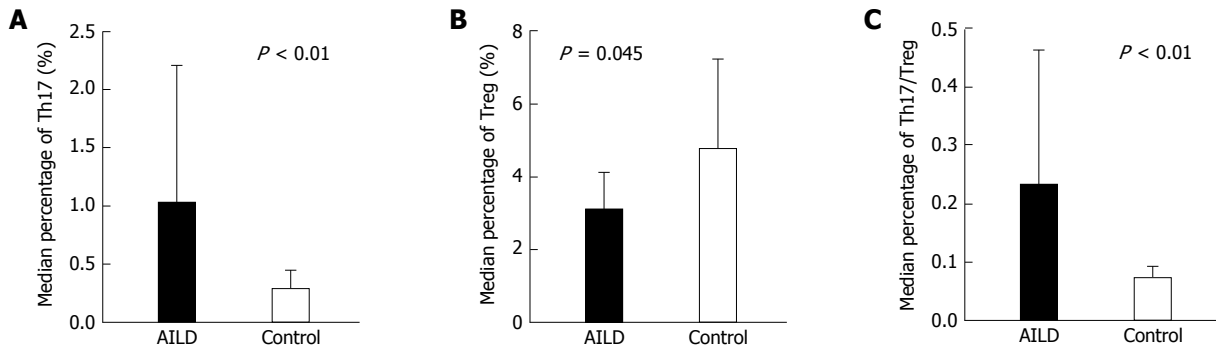 A
Median percentage of Th17 (%)
2.5
2.0
1.5
1.0
0.5
0.0
P < 0.01
AILD Control
B
Median percentage of Treg (%)
8
6
4
2
0
P = 0.045
AILD Control
C
Median percentage of Th17/Treg
0.5
0.4
0.3
0.2
0.1
0.0
P < 0.01
AILD Control